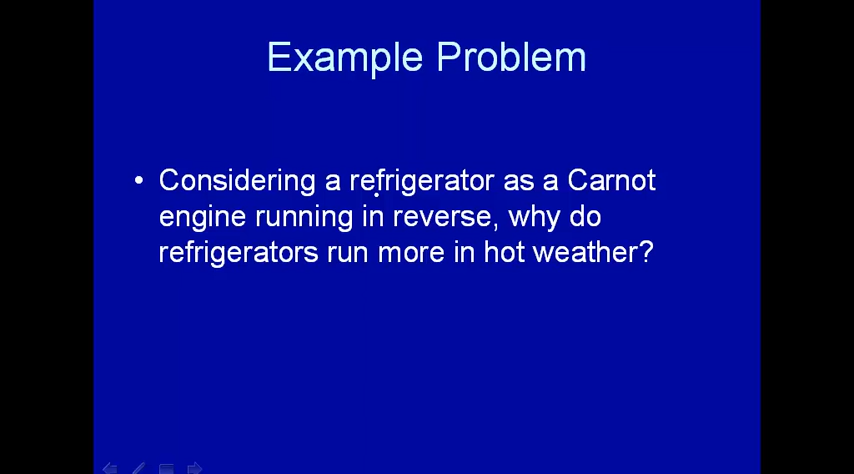 Example Problem
• Considering a refrigerator as a Carnot
engine running in reverse, why do
refrigerators run more in hot weather?